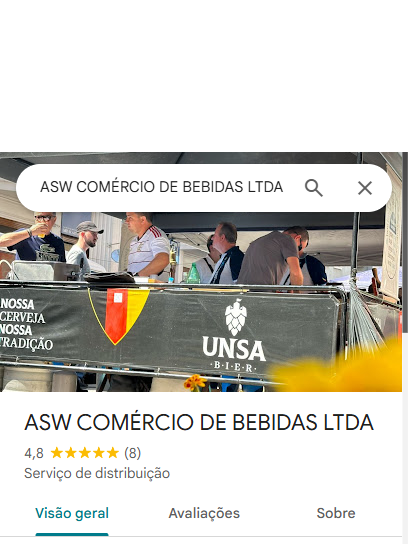 ASW COMÉRCIO DE BEBIDAS LTDA
NOSSA
CERVEJA
NOSSA
TRADIÇÃO
UNSA
·BIER·
ASW COMÉRCIO DE BEBIDAS LTDA
4,8 ★★★★★ (8)
Serviço de distribuição
Visão geral Avaliações Sobre